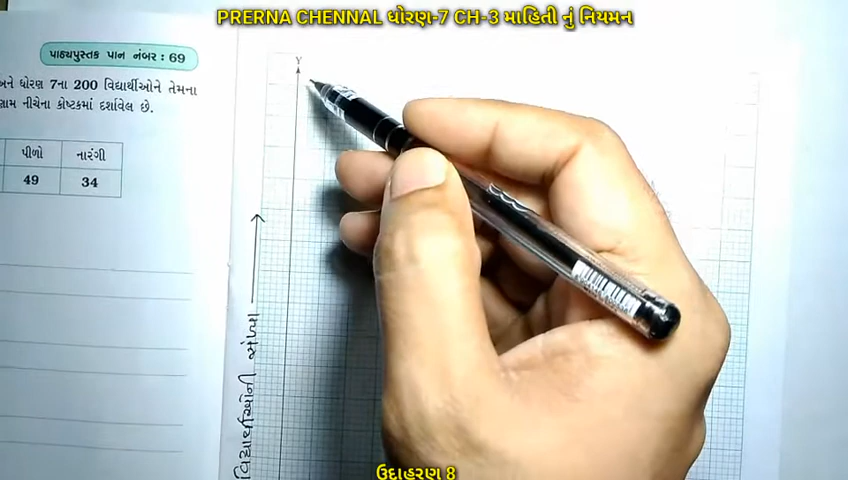 PRERNA CHENNAL ધોરણ-7 CH-3 માહિતી નું નિયમન
પાઠ્યપુસ્તક પાન નંબર : 69
અને ધોરણ 7ના 200 વિદ્યાર્થીઓને તેમના
નીચેના કોષ્ટકમાં દર્શાવેલ છે.
પીળો નારંગી
49 34
Y
વિદ્યાર્થીઓની સંખ્યા
ઉદાહરણ 8